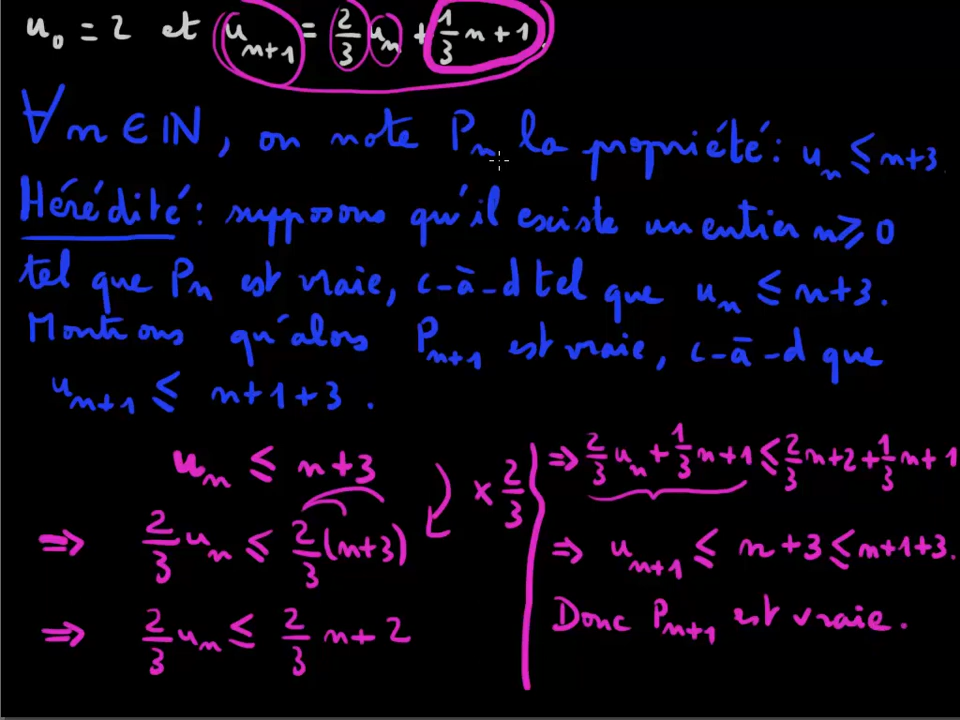 u₀ = 2 et uₙ₊₁ = 2/3 uₙ + 1/3 n + 1.
∀ n ∈ ℕ, on note Pₙ la propriété : uₙ ⩽ n+3.
Hérédité : supposons qu'il existe un entier n ⩾ 0
tel que Pₙ est vraie, c-à-d tel que uₙ ⩽ n+3.
Montrons qu'alors Pₙ₊₁ est vraie, c-à-d que
uₙ₊₁ ⩽ n+1+3.
uₙ ⩽ n+3
× 2/3
⇒ 2/3 uₙ ⩽ 2/3 (n+3)
⇒ 2/3 uₙ ⩽ 2/3 n + 2
⇒ 2/3 uₙ + 1/3 n + 1 ⩽ 2/3 n + 2 + 1/3 n + 1
⇒ uₙ₊₁ ⩽ n + 3 ⩽ n+1+3.
Donc Pₙ₊₁ est vraie.